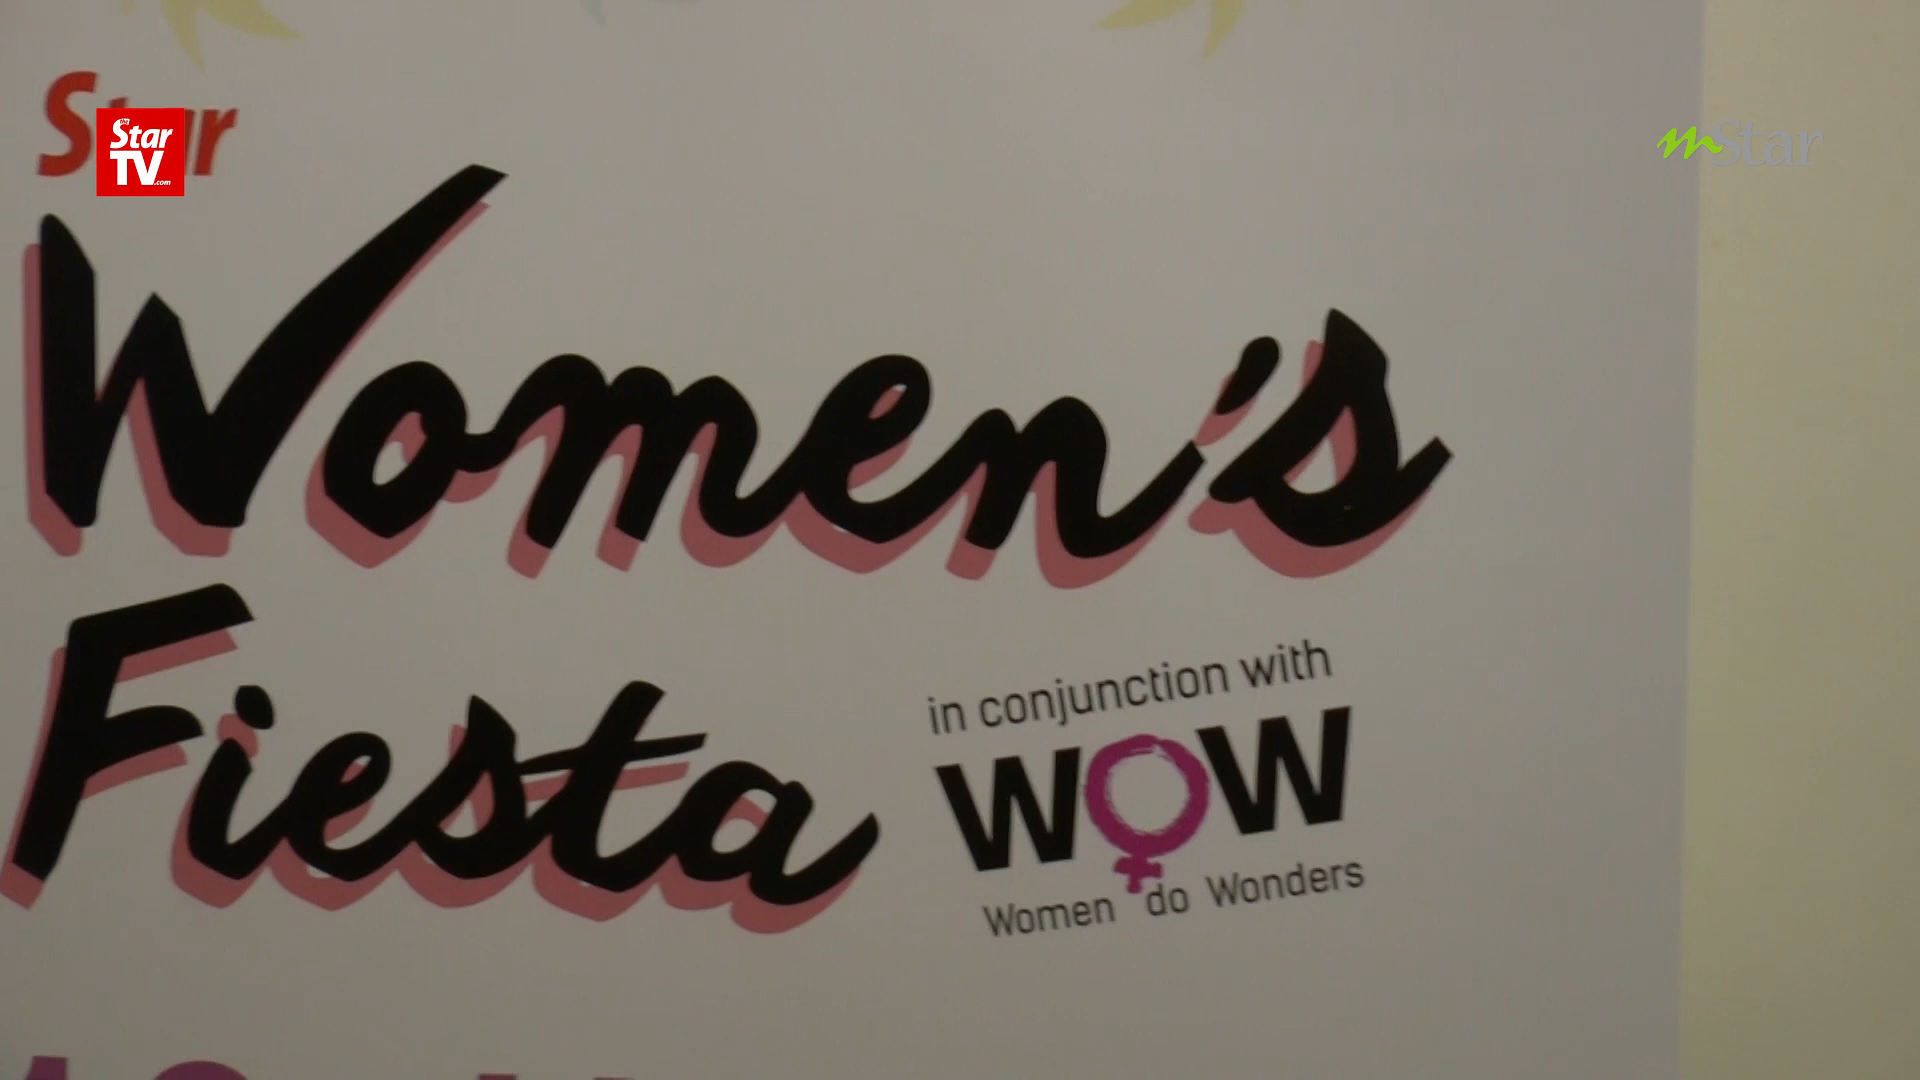 Star
the Star
TV.com
mStar
Women's
Fiesta
in conjunction with
WOW
Women do Wonders